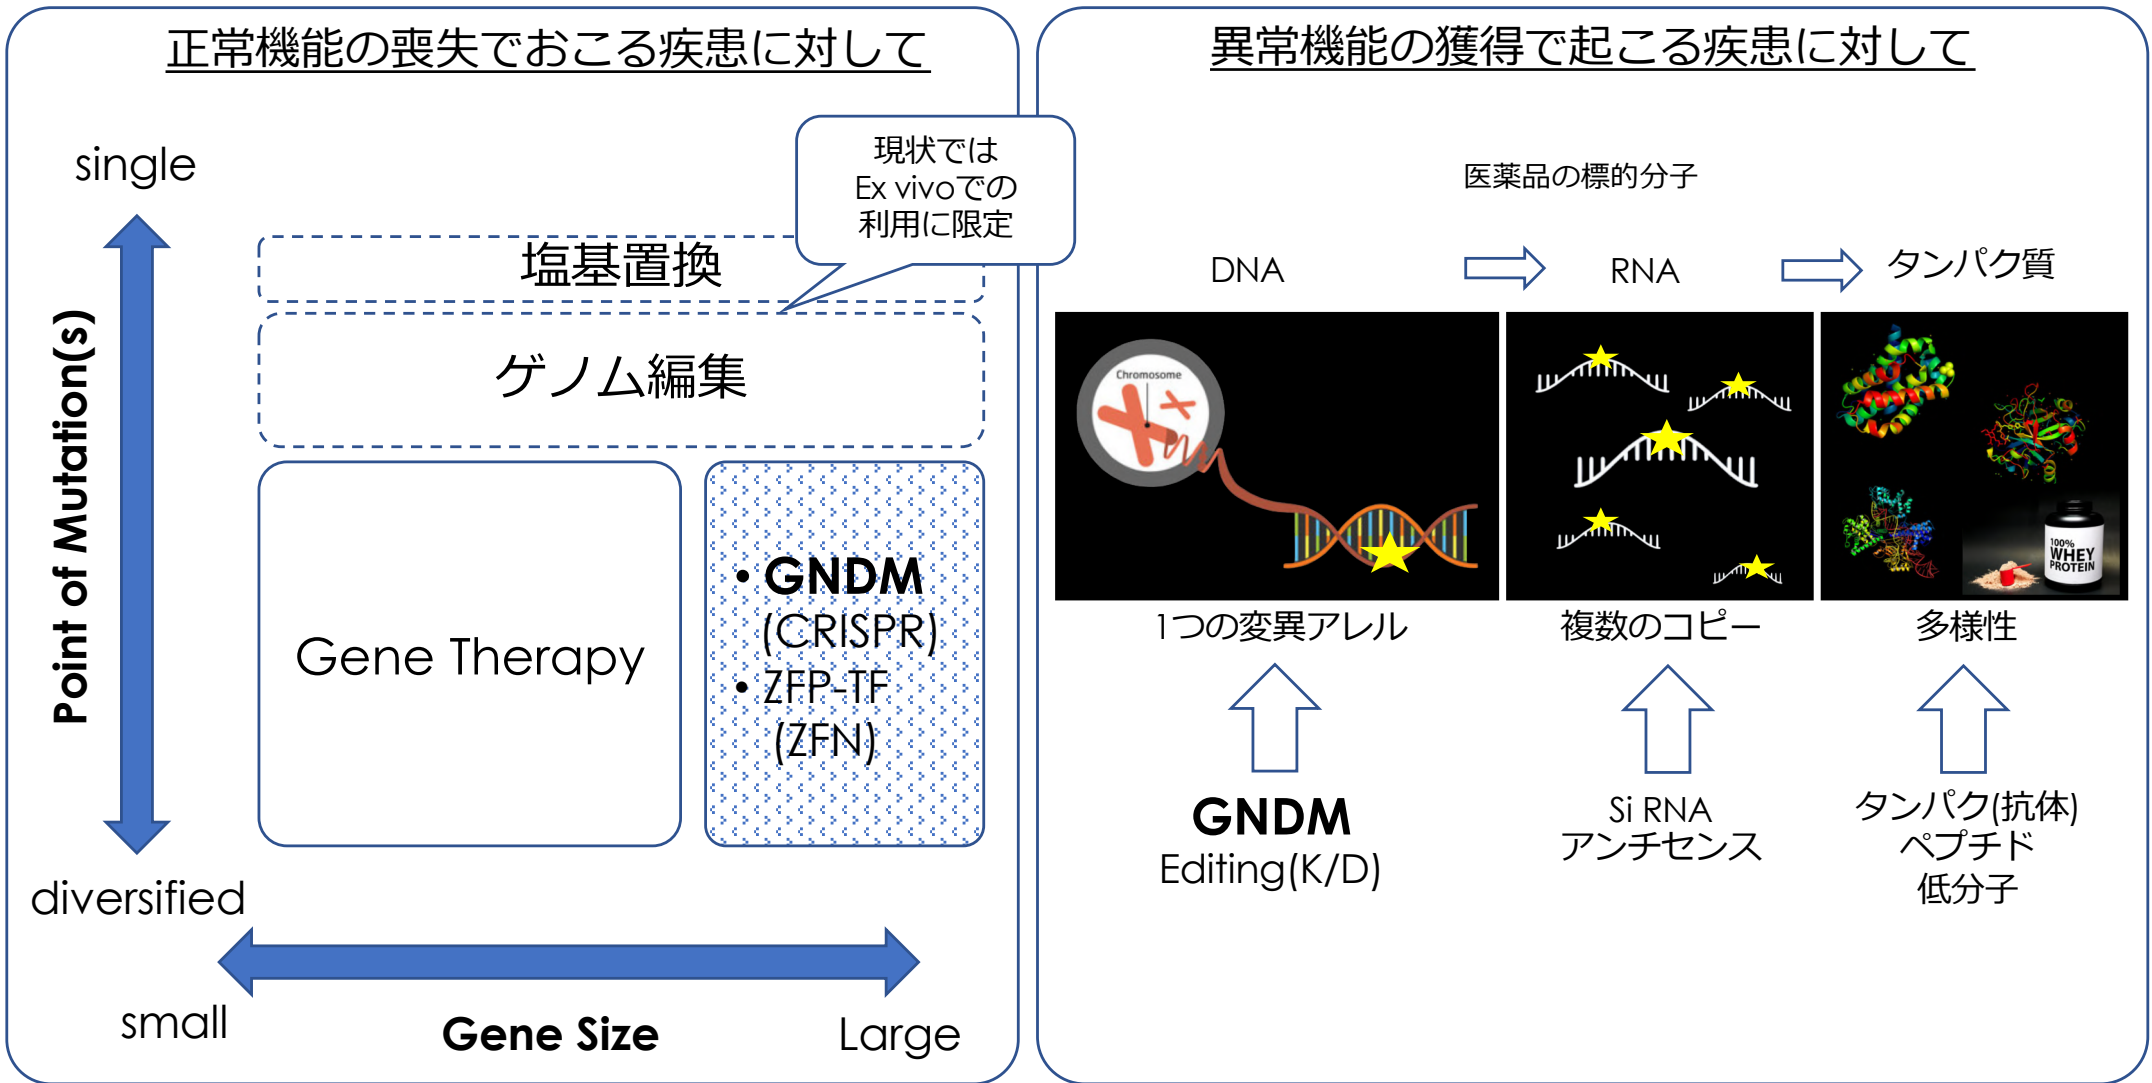 正常機能の喪失でおこる疾患に対して
single
Point of Mutation(s)
diversified
現状では
Ex vivoでの
利用に限定
塩基置換
ゲノム編集
Gene Therapy
• GNDM
(CRISPR)
• ZFP-TF
(ZFN)
small
Gene Size
Large
異常機能の獲得で起こる疾患に対して
医薬品の標的分子
DNA
RNA
タンパク質
Chromosome
100%
WHEY
PROTEIN
1つの変異アレル
複数のコピー
多様性
GNDM
Editing(K/D)
Si RNA
アンチセンス
タンパク(抗体)
ペプチド
低分子